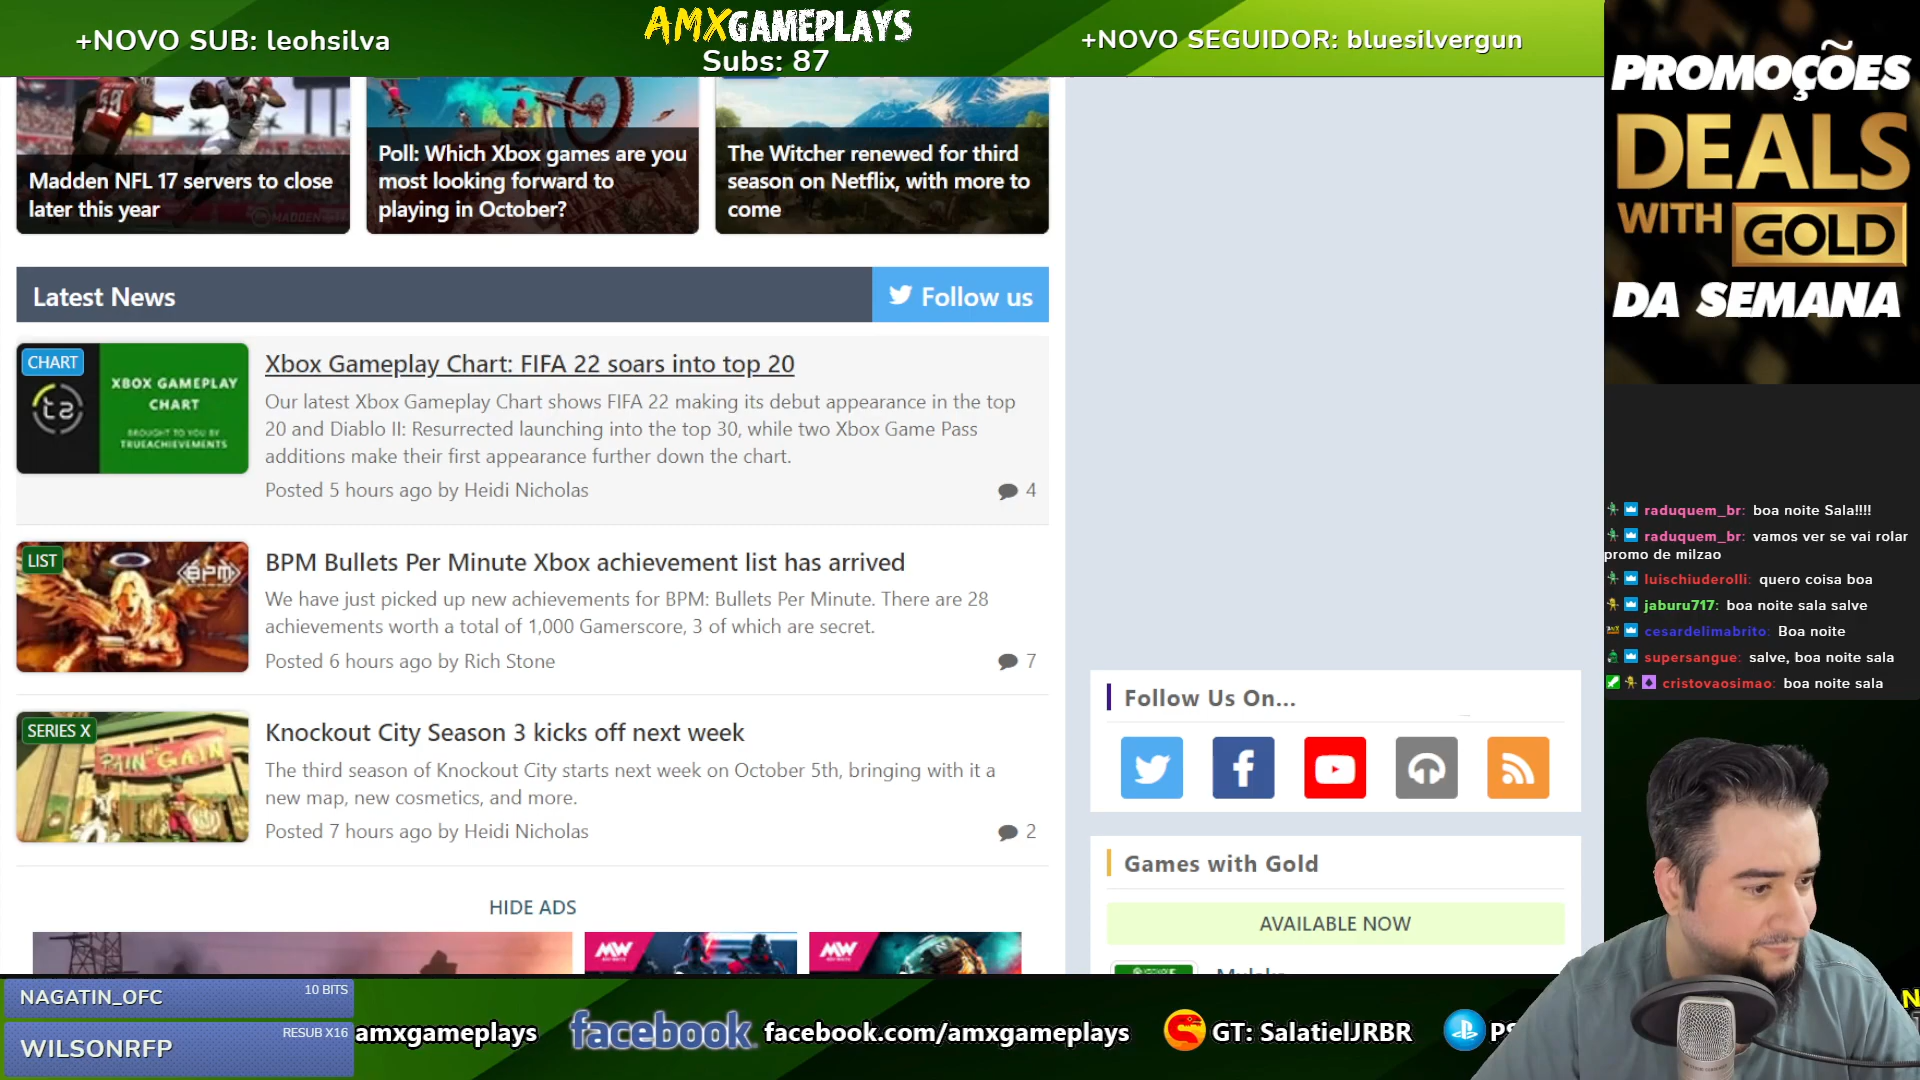 +NOVO SUB: leohsilva
AMXGAMEPLAYS
Subs: 87
+NOVO SEGUIDOR: bluesilvergun
PROMOÇÕES
DEALS
WITH GOLD
DA SEMANA
Madden NFL 17 servers to close
later this year
Poll: Which Xbox games are you
most looking forward to
playing in October?
The Witcher renewed for third
season on Netflix, with more to
come
Latest News
Follow us
CHART
XBOX GAMEPLAY
CHART
BROUGHT TO YOU BY
TRUEACHIEVEMENTS
Xbox Gameplay Chart: FIFA 22 soars into top 20
Our latest Xbox Gameplay Chart shows FIFA 22 making its debut appearance in the top
20 and Diablo II: Resurrected launching into the top 30, while two Xbox Game Pass
additions make their first appearance further down the chart.
Posted 5 hours ago by Heidi Nicholas
4
LIST
BPM
BPM Bullets Per Minute Xbox achievement list has arrived
We have just picked up new achievements for BPM: Bullets Per Minute. There are 28
achievements worth a total of 1,000 Gamerscore, 3 of which are secret.
Posted 6 hours ago by Rich Stone
7
SERIES X
PAIN GAIN
Knockout City Season 3 kicks off next week
The third season of Knockout City starts next week on October 5th, bringing with it a
new map, new cosmetics, and more.
Posted 7 hours ago by Heidi Nicholas
2
HIDE ADS
MW
MW
Follow Us On...
Games with Gold
AVAILABLE NOW
raduquem_br: boa noite Sala!!!!
raduquem_br: vamos ver se vai rolar
promo de milzao
luischiuderolli: quero coisa boa
jaburu717: boa noite sala salve
cesardelimabrito: Boa noite
supersangue: salve, boa noite sala
cristovaosimao: boa noite sala
NAGATIN_OFC
10 BITS
WILSONRFP
RESUB X16
amxgameplays
facebook
facebook.com/amxgameplays
GT: SalatielJRBR